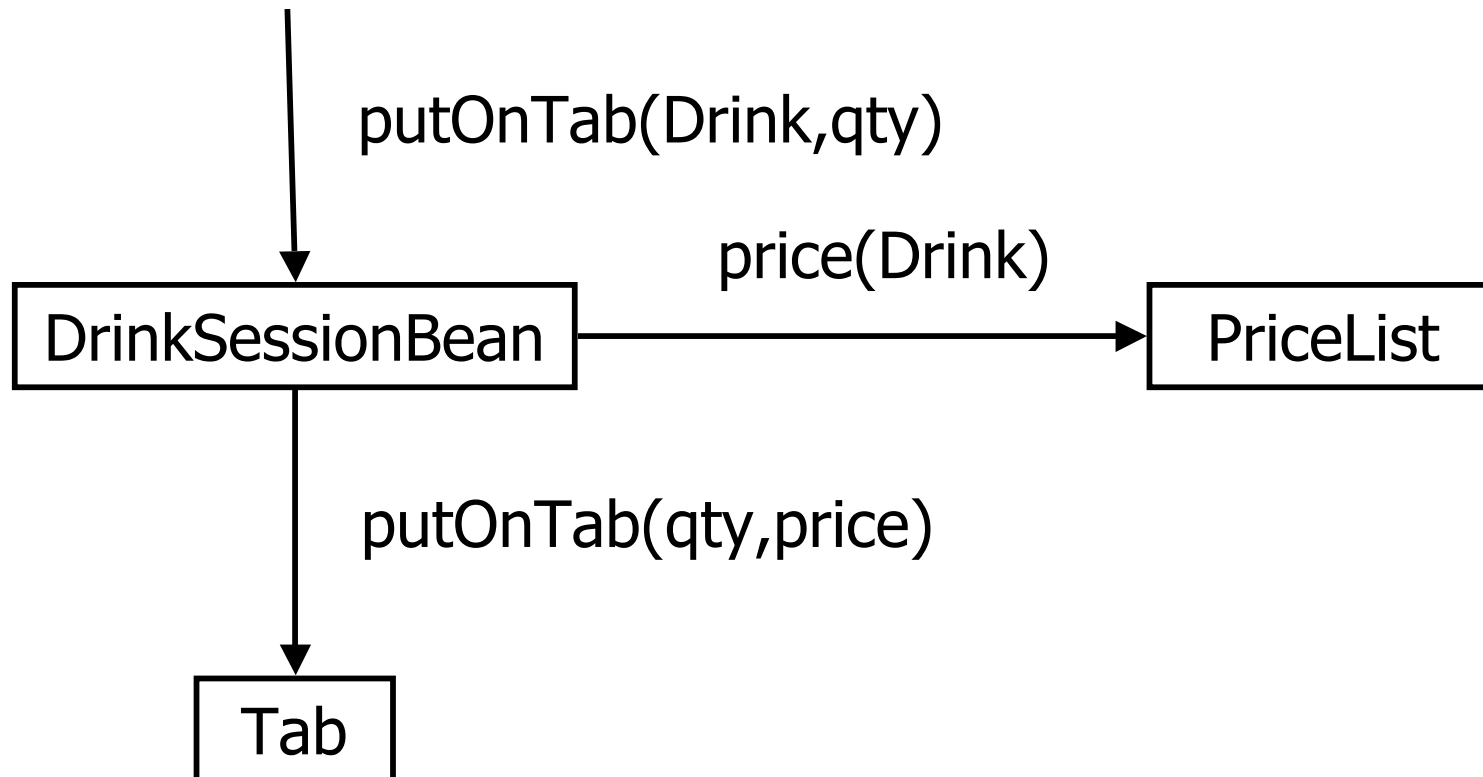 putOnTab(Drink,qty)
price(Drink)
DrinkSessionBean
PriceList
putOnTab(qty,price)
Tab